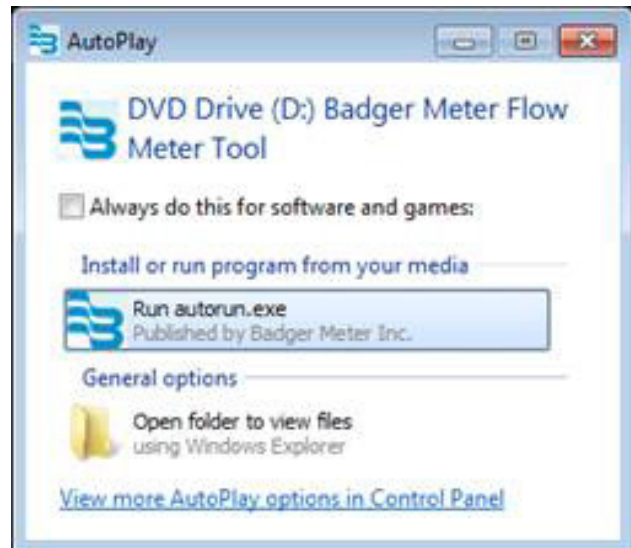 AutoPlay
DVD Drive (D:) Badger Meter Flow
Meter Tool
Always do this for software and games:
Install or run program from your media
Run autorun.exe
Published by Badger Meter Inc.
General options
Open folder to view files
using Windows Explorer
View more AutoPlay options in Control Panel